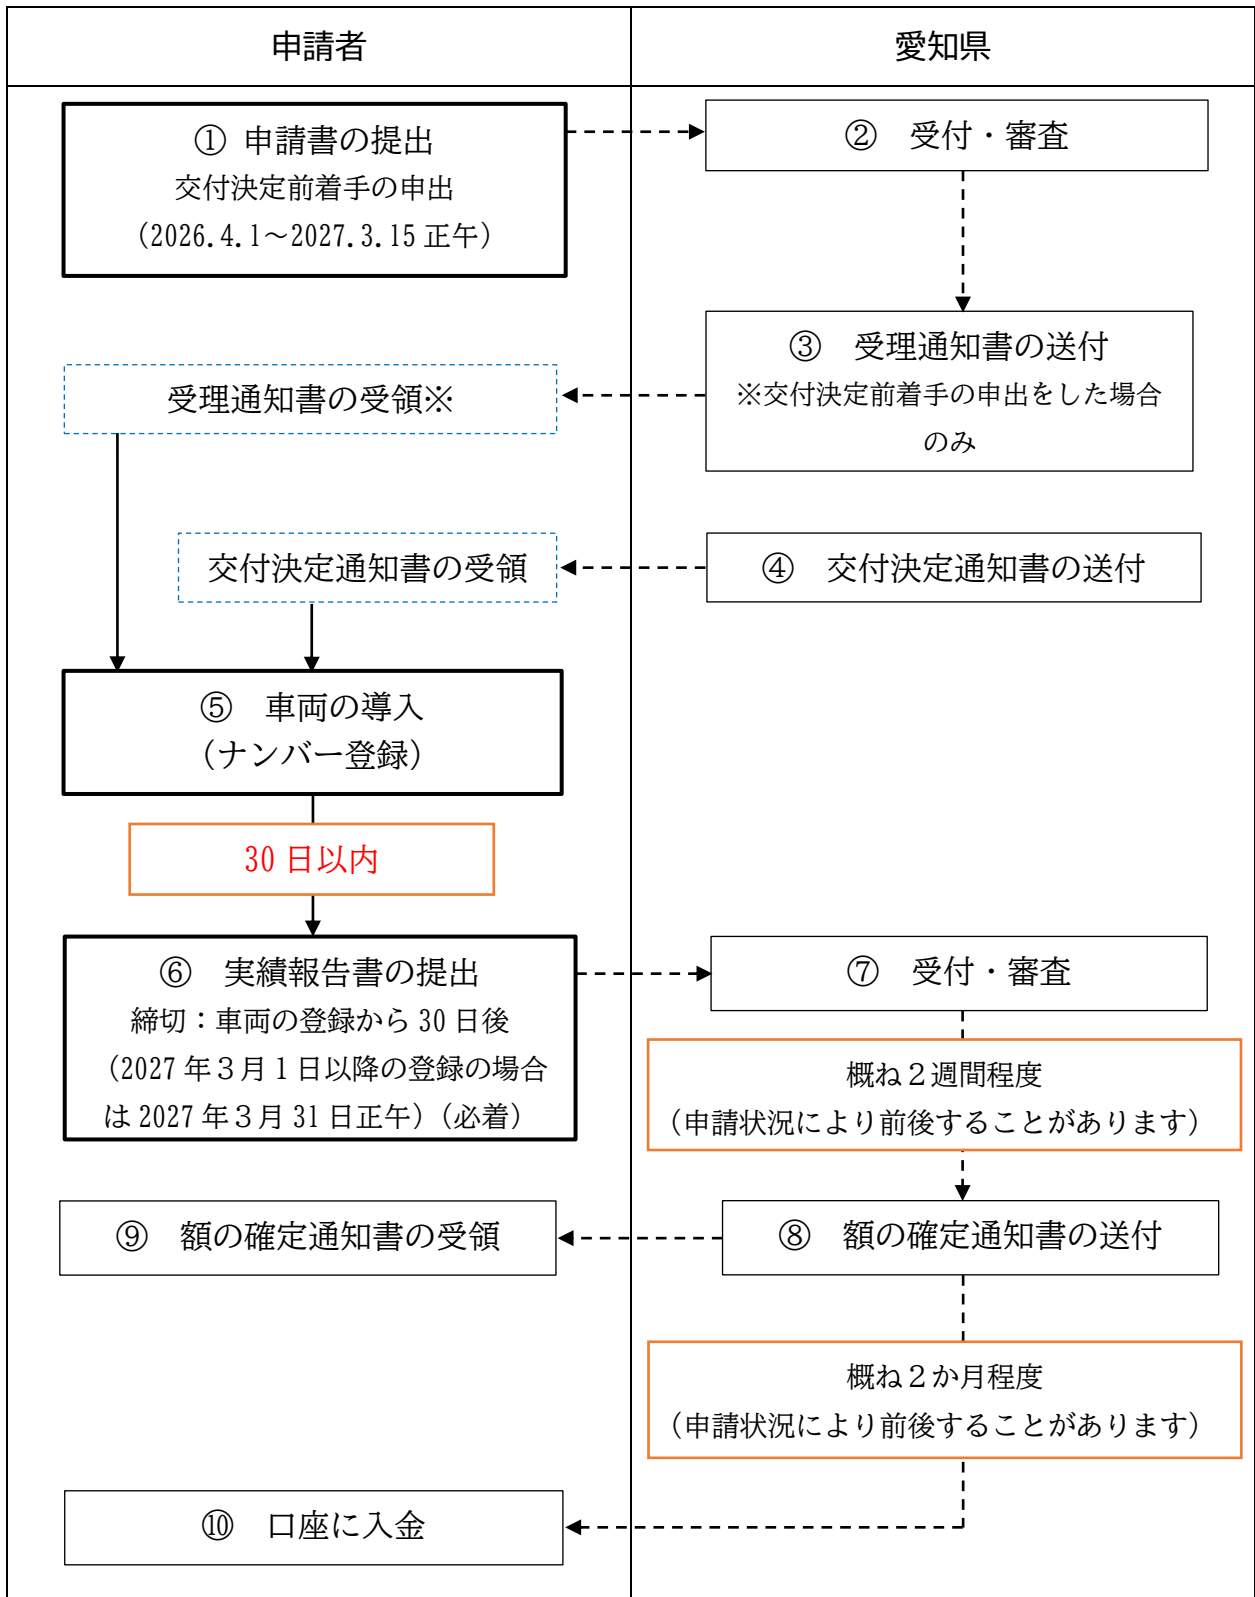 申請者
愛知県
① 申請書の提出
交付決定前着手の申出
（2026.4.1～2027.3.15 正午）
② 受付・審査
③ 受理通知書の送付
※交付決定前着手の申出をした場合
のみ
受理通知書の受領※
交付決定通知書の受領
④ 交付決定通知書の送付
⑤ 車両の導入
（ナンバー登録）
30 日以内
⑥ 実績報告書の提出
締切：車両の登録から 30 日後
（2027 年３月１日以降の登録の場合
は 2027 年３月 31 日正午）（必着）
⑦ 受付・審査
概ね２週間程度
（申請状況により前後することがあります）
⑨ 額の確定通知書の受領
⑧ 額の確定通知書の送付
概ね２か月程度
（申請状況により前後することがあります）
⑩ 口座に入金